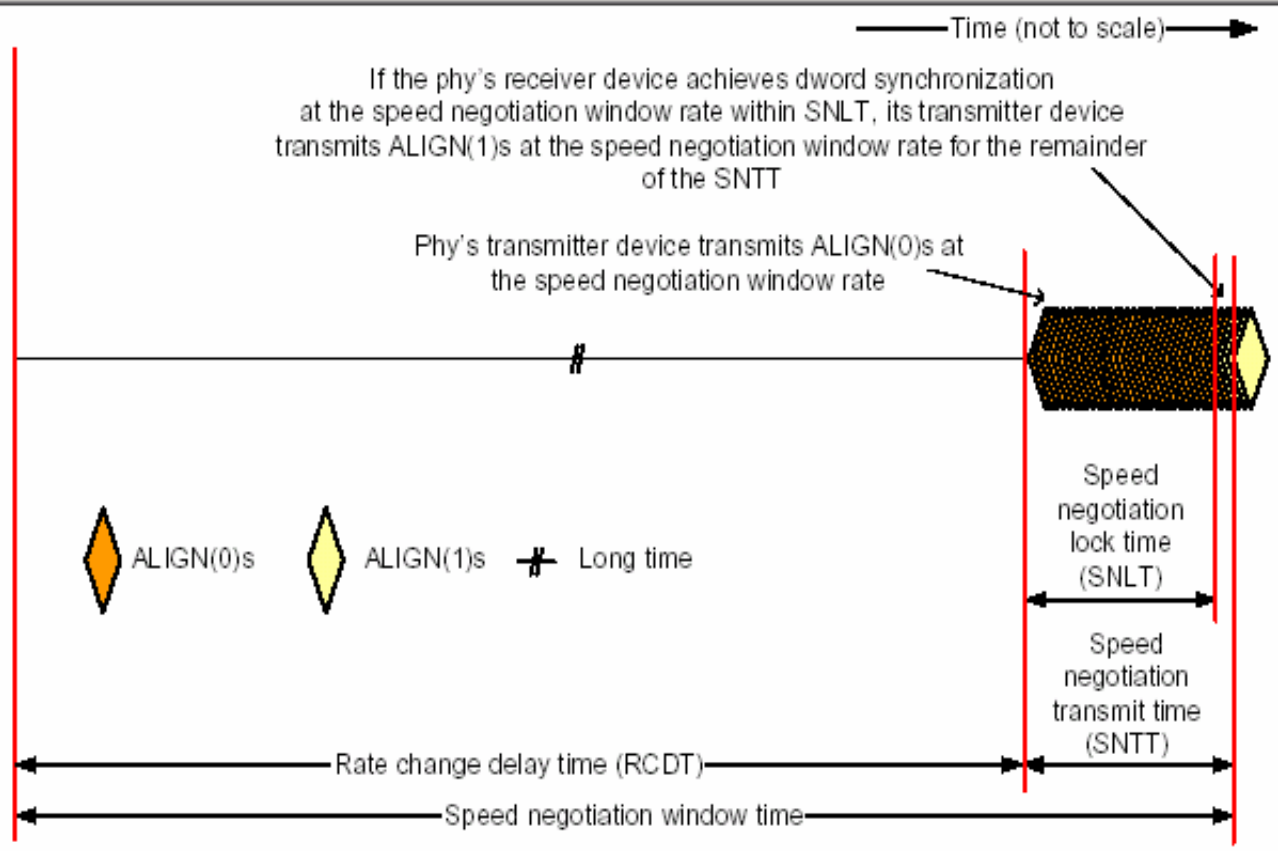 Time (not to scale)
If the phy's receiver device achieves dword synchronization
at the speed negotiation window rate within SNLT, its transmitter device
transmits ALIGN(1)s at the speed negotiation window rate for the remainder
of the SNTT
Phy's transmitter device transmits ALIGN(0)s at
the speed negotiation window rate
ALIGN(0)s
ALIGN(1)s
Long time
Speed
negotiation
lock time
(SNLT)
Speed
negotiation
transmit time
(SNTT)
Rate change delay time (RCDT)
Speed negotiation window time